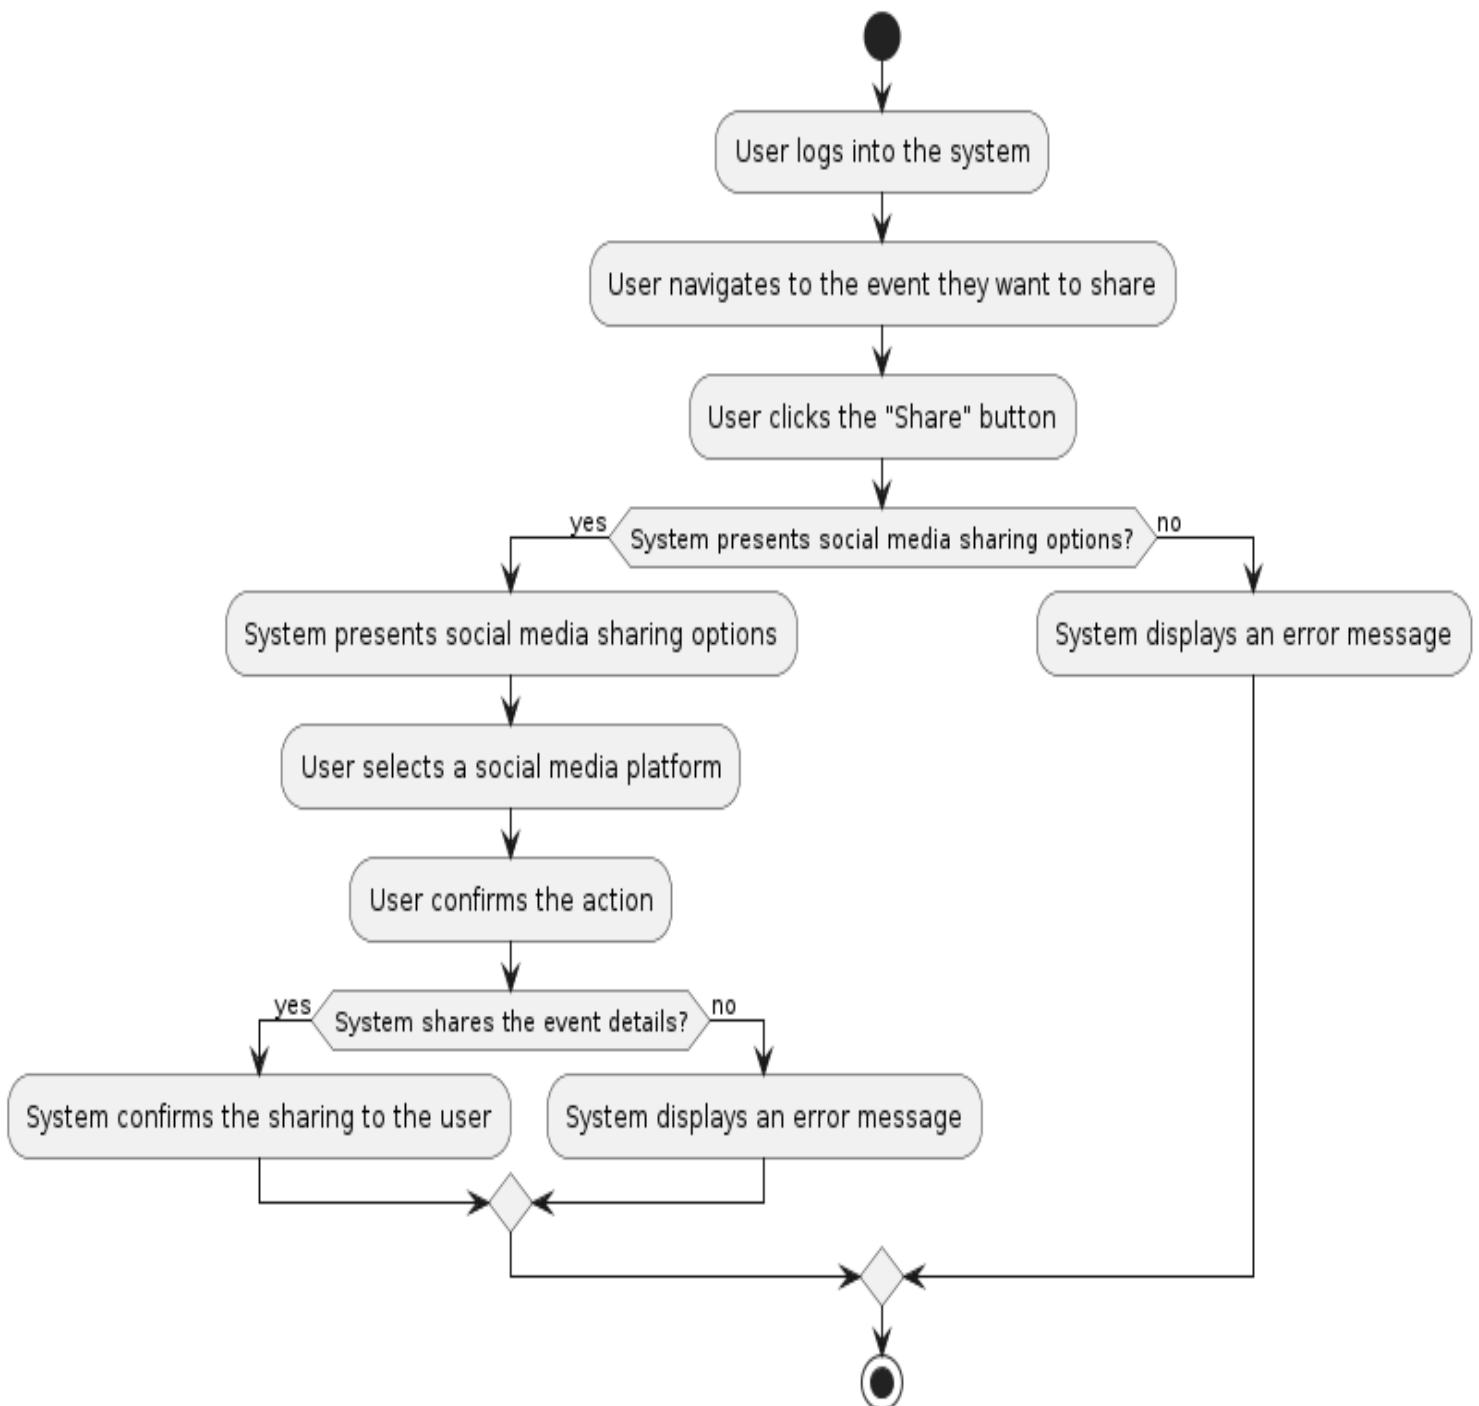 User logs into the system
User navigates to the event they want to share
User clicks the "Share" button
yes
System presents social media sharing options?
no
System presents social media sharing options
System displays an error message
User selects a social media platform
User confirms the action
yes
System shares the event details?
no
System confirms the sharing to the user
System displays an error message